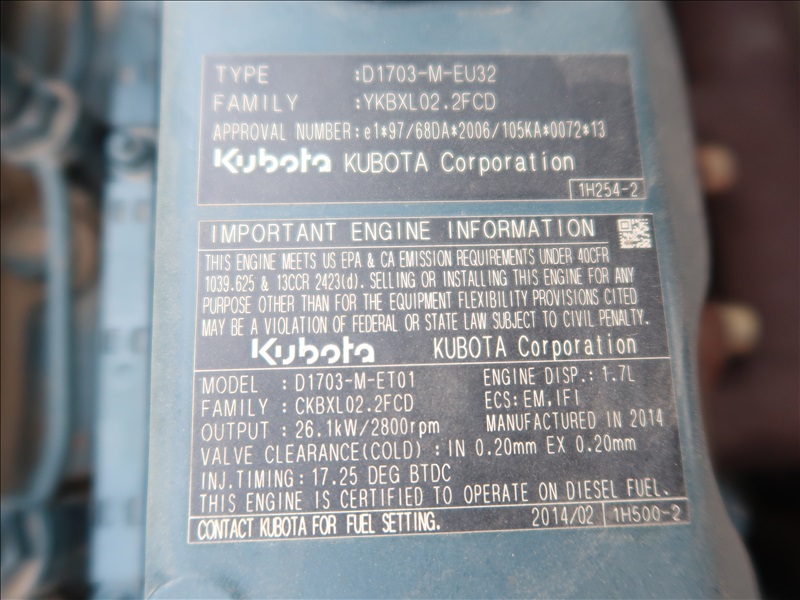 TYPE :D1703-M-EU32
FAMILY :YKBXL02.2FCD
APPROVAL NUMBER:e1*97/68DA*2006/105KA*0072*13
Kubota KUBOTA Corporation
1H254-2
IMPORTANT ENGINE INFORMATION
THIS ENGINE MEETS US EPA & CA EMISSION REQUIREMENTS UNDER 40CFR
1039.625 & 13CCR 2423(d). SELLING OR INSTALLING THIS ENGINE FOR ANY
PURPOSE OTHER THAN FOR THE EQUIPMENT FLEXIBILITY PROVISIONS CITED
MAY BE A VIOLATION OF FEDERAL OR STATE LAW SUBJECT TO CIVIL PENALTY.
Kubota KUBOTA Corporation
MODEL : D1703-M-ET01 ENGINE DISP.: 1.7L
FAMILY : CKBXL02.2FCD ECS: EM,IFI
OUTPUT : 26.1kW/2800rpm MANUFACTURED IN 2014
VALVE CLEARANCE(COLD) : IN 0.20mm EX 0.20mm
INJ.TIMING: 17.25 DEG BTDC
THIS ENGINE IS CERTIFIED TO OPERATE ON DIESEL FUEL.
CONTACT KUBOTA FOR FUEL SETTING. 2014/02 1H500-2